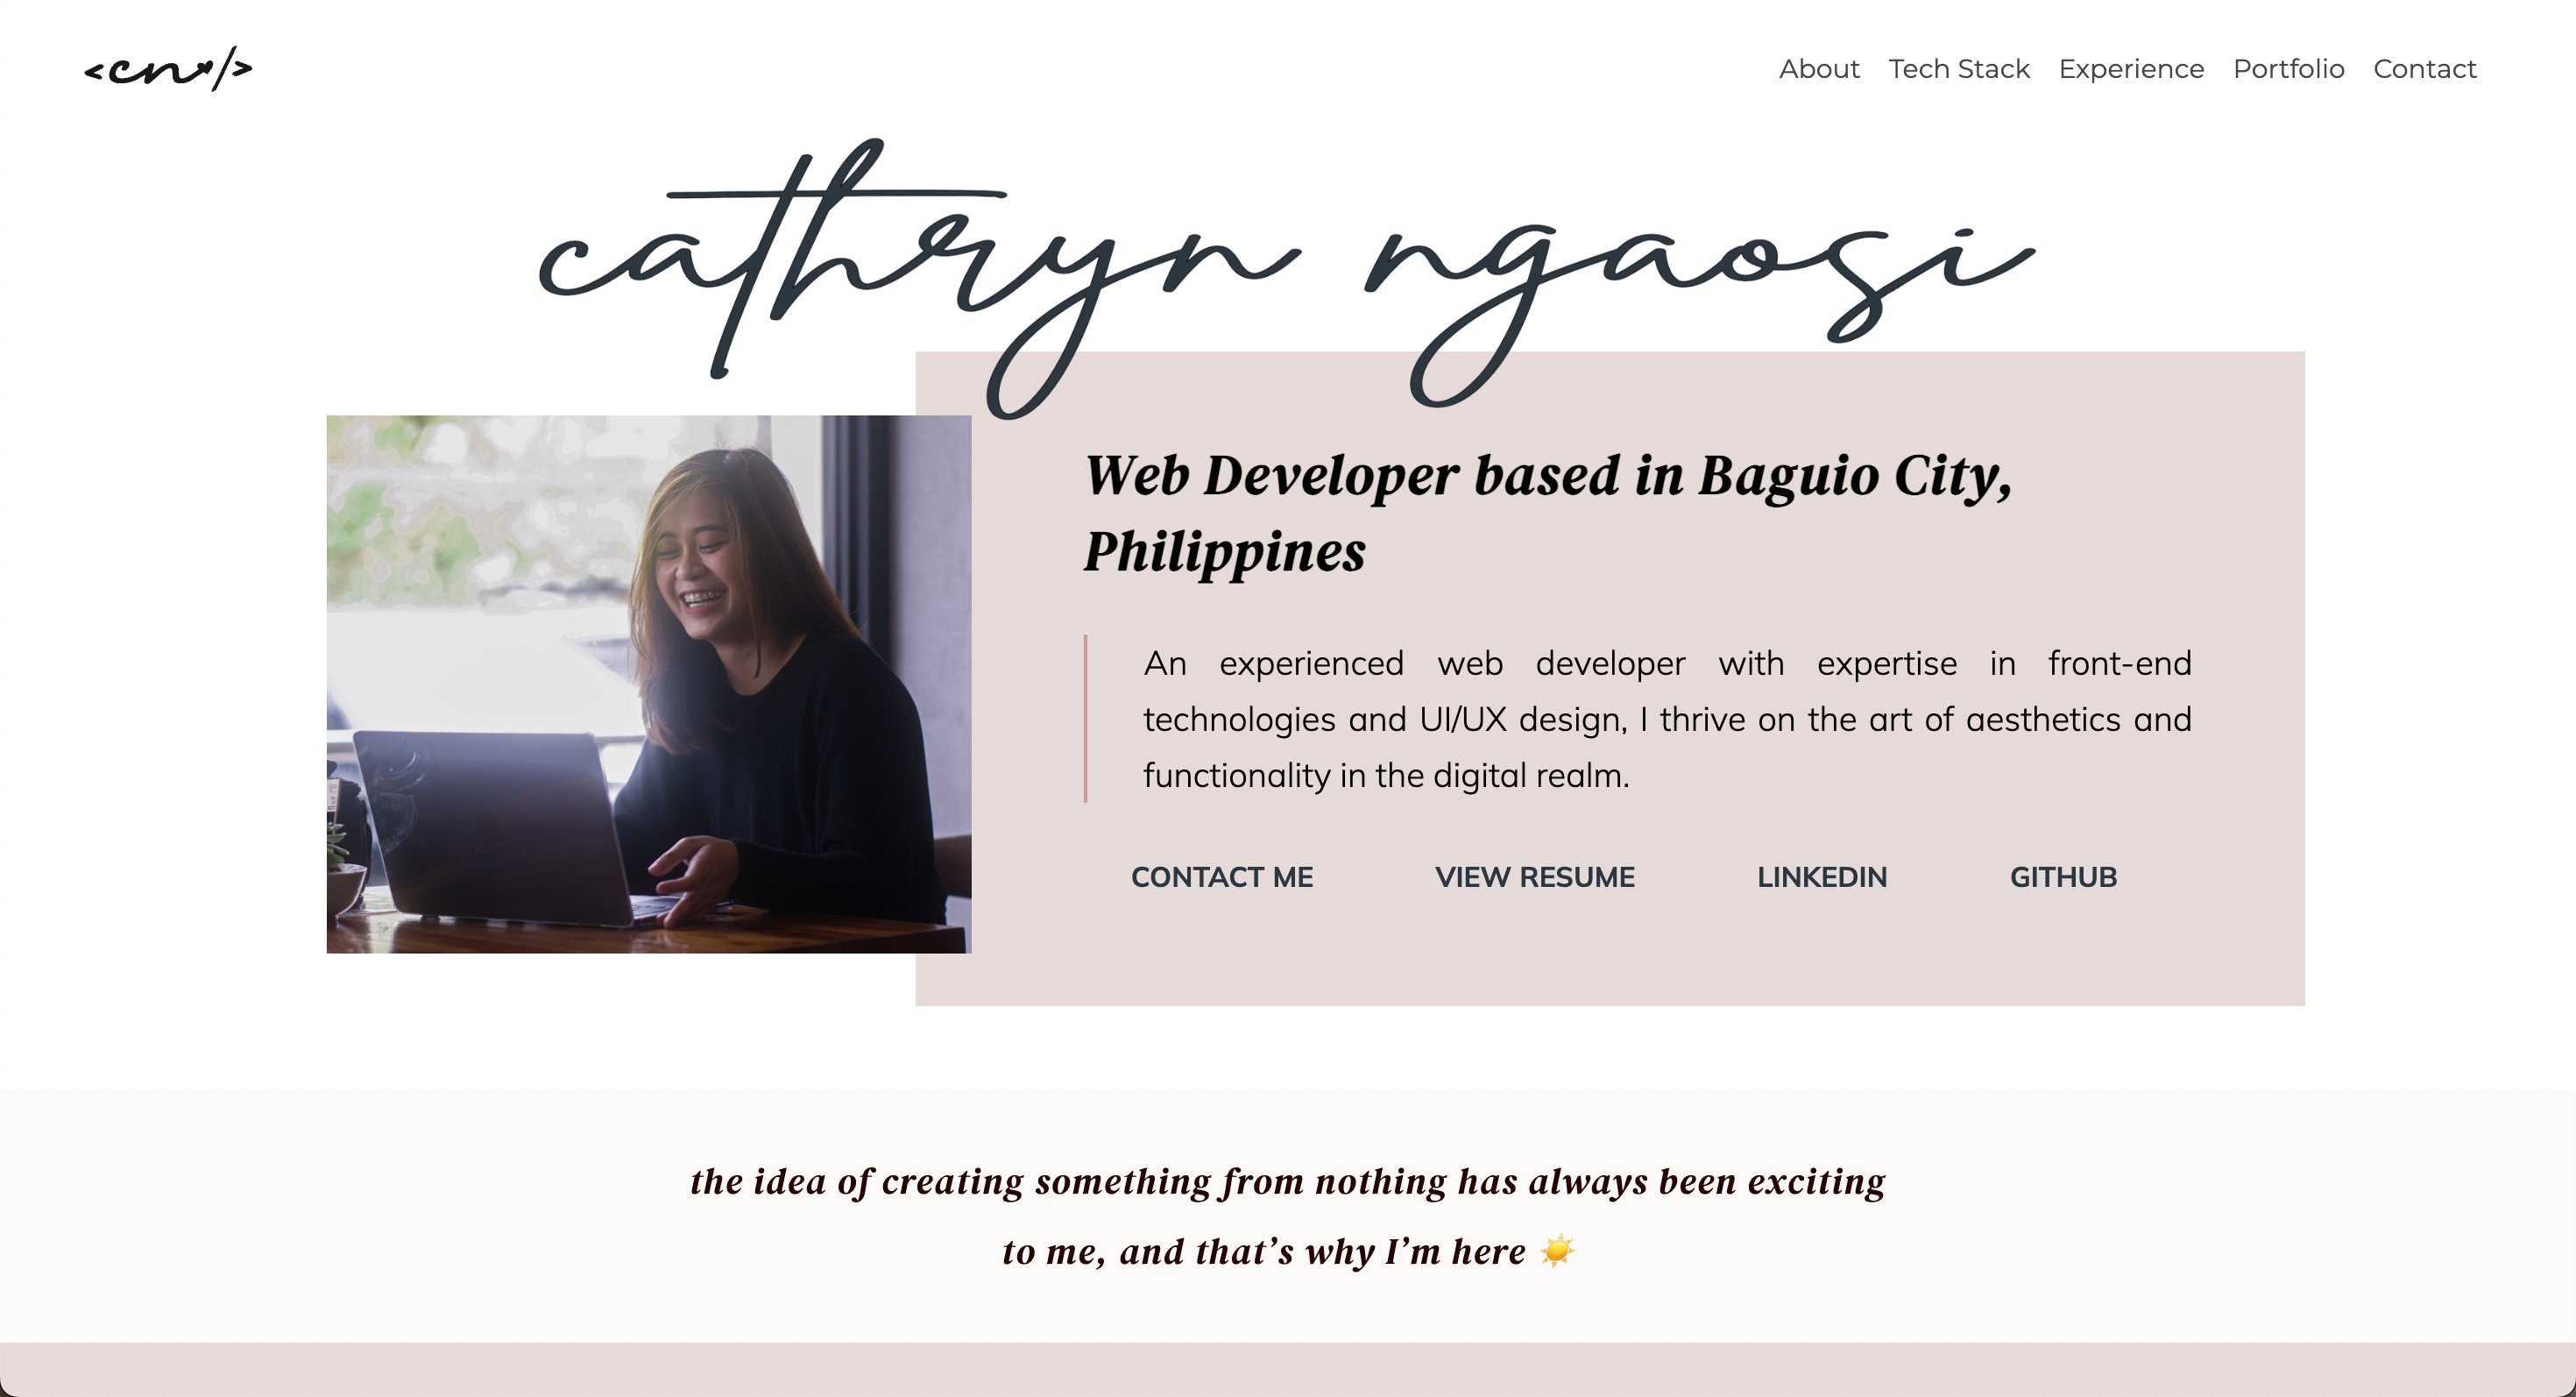 <cn♥/>
About Tech Stack Experience Portfolio Contact
cathryn ngaosi
Web Developer based in Baguio City,
Philippines
An experienced web developer with expertise in front-end
technologies and UI/UX design, I thrive on the art of aesthetics and
functionality in the digital realm.
CONTACT ME VIEW RESUME LINKEDIN GITHUB
the idea of creating something from nothing has always been exciting
to me, and that’s why I’m here ☀️